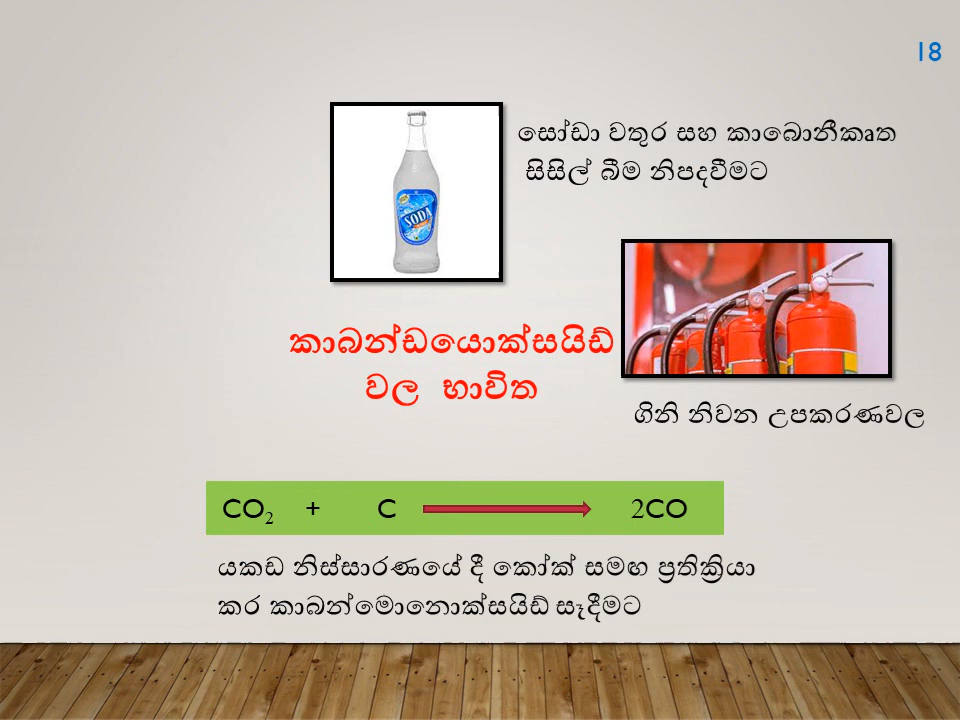 18
සෝඩා වතුර සහ කාබොනීකෘත
සිසිල් බීම නිපදවීමට
SODA
කාබන්ඩයොක්සයිඩ්
වල භාවිත
ගිනි නිවන උපකරණවල
CO₂ + C ⟶ 2CO
යකඩ නිස්සාරණයේ දී කෝක් සමඟ ප්‍රතික්‍රියා
කර කාබන්මොනොක්සයිඩ් සෑදීමට